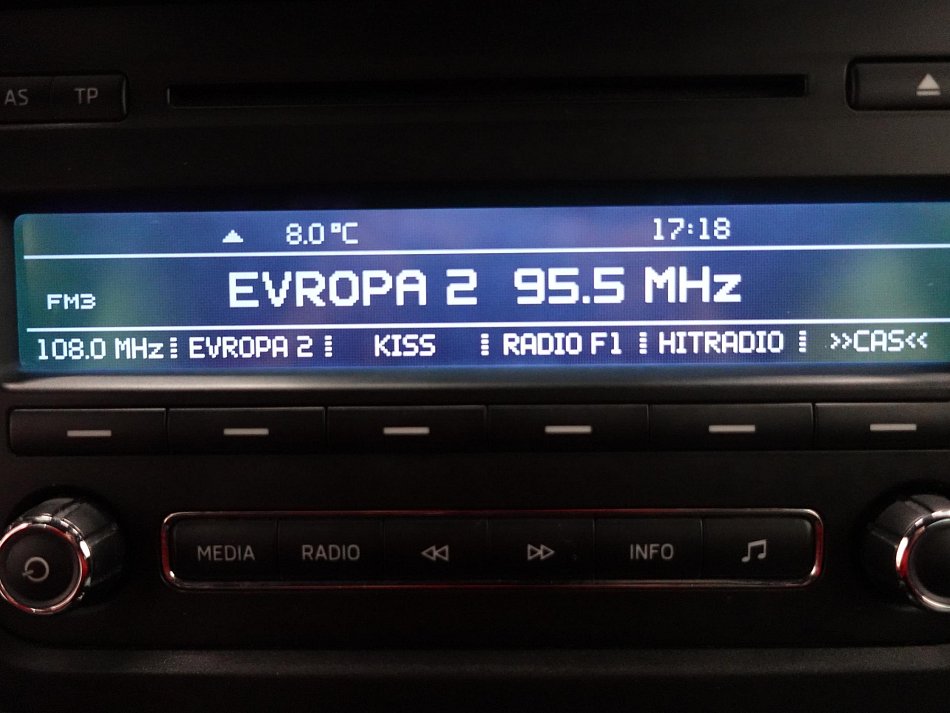 AS TP
8.0 °C 17:18
FM3 EVROPA 2 95.5 MHz
108.0 MHz EVROPA 2 KISS RADIO F1 HITRADIO >>CAS<<
MEDIA RADIO INFO